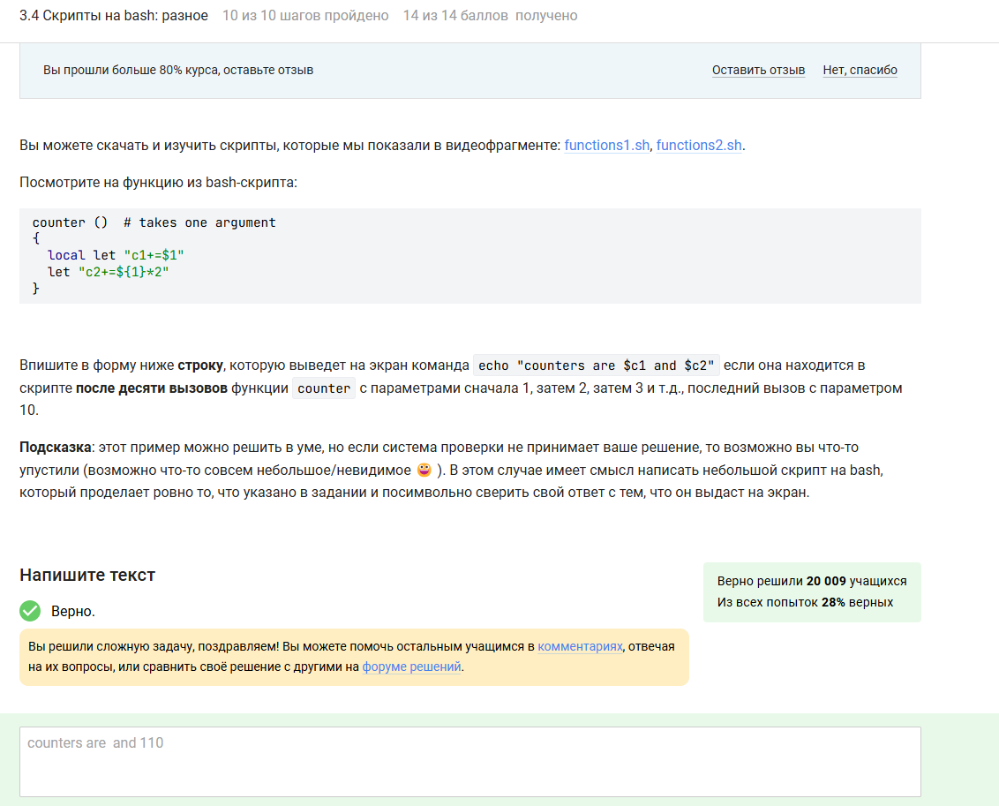 3.4 Скрипты на bash: разное 10 из 10 шагов пройдено 14 из 14 баллов получено
Вы прошли больше 80% курса, оставьте отзыв Оставить отзыв Нет, спасибо
Вы можете скачать и изучить скрипты, которые мы показали в видеофрагменте: functions1.sh, functions2.sh.
Посмотрите на функцию из bash-скрипта:
counter ()  # takes one argument
{
  local let "c1+=$1"
  let "c2+=${1}*2"
}
Впишите в форму ниже строку, которую выведет на экран команда echo "counters are $c1 and $c2" если она находится в
скрипте после десяти вызовов функции counter с параметрами сначала 1, затем 2, затем 3 и т.д., последний вызов с параметром
10.
Подсказка: этот пример можно решить в уме, но если система проверки не принимает ваше решение, то возможно вы что-то
упустили (возможно что-то совсем небольшое/невидимое 😀 ). В этом случае имеет смысл написать небольшой скрипт на bash,
который проделает ровно то, что указано в задании и посимвольно сверить свой ответ с тем, что он выдаст на экран.
Напишите текст
Верно решили 20 009 учащихся
Из всех попыток 28% верных
Верно.
Вы решили сложную задачу, поздравляем! Вы можете помочь остальным учащимся в комментариях, отвечая
на их вопросы, или сравнить своё решение с другими на форуме решений.
counters are  and 110